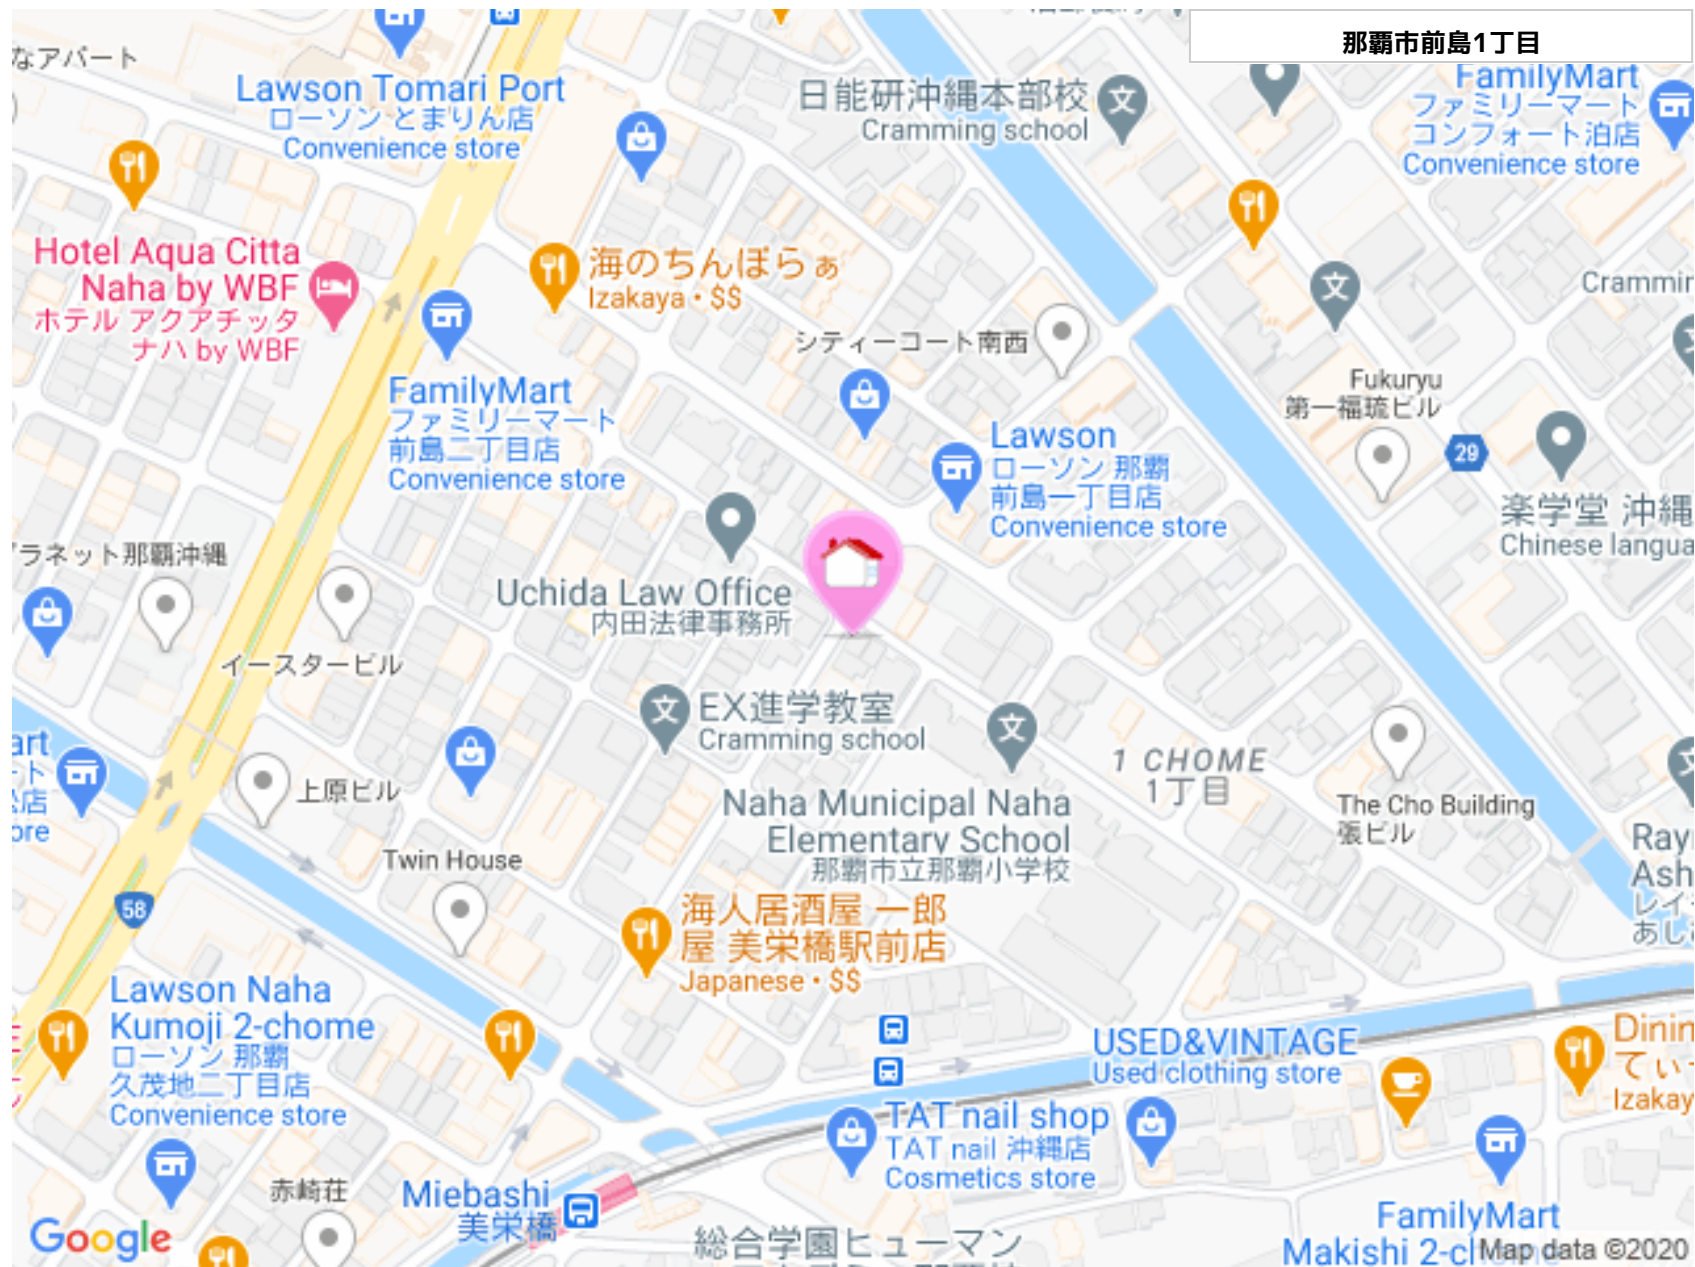 那覇市前島1丁目
なアパート
Lawson Tomari Port
ローソン とまりん店
Convenience store
日能研沖縄本部校
Cramming school
FamilyMart
ファミリーマート
コンフォート泊店
Convenience store
Hotel Aqua Citta
Naha by WBF
ホテル アクアチッタ
ナハ by WBF
海のちんぼらぁ
Izakaya • $$
シティーコート南西
FamilyMart
ファミリーマート
前島二丁目店
Convenience store
Fukuryu
第一福琉ビル
29
Lawson
ローソン 那覇
前島一丁目店
Convenience store
楽学堂 沖縄
Chinese langua
ラネット那覇沖縄
Uchida Law Office
内田法律事務所
イースタービル
EX進学教室
Cramming school
1 CHOME
1丁目
上原ビル
Naha Municipal Naha
Elementary School
那覇市立那覇小学校
The Cho Building
張ビル
Twin House
58
海人居酒屋 一郎
屋 美栄橋駅前店
Japanese • $$
Lawson Naha
Kumoji 2-chome
ローソン 那覇
久茂地二丁目店
Convenience store
USED&VINTAGE
Used clothing store
TAT nail shop
TAT nail 沖縄店
Cosmetics store
赤崎荘
Miebashi
美栄橋
総合学園ヒューマン
FamilyMart
Makishi 2-ch
Google
Map data ©2020